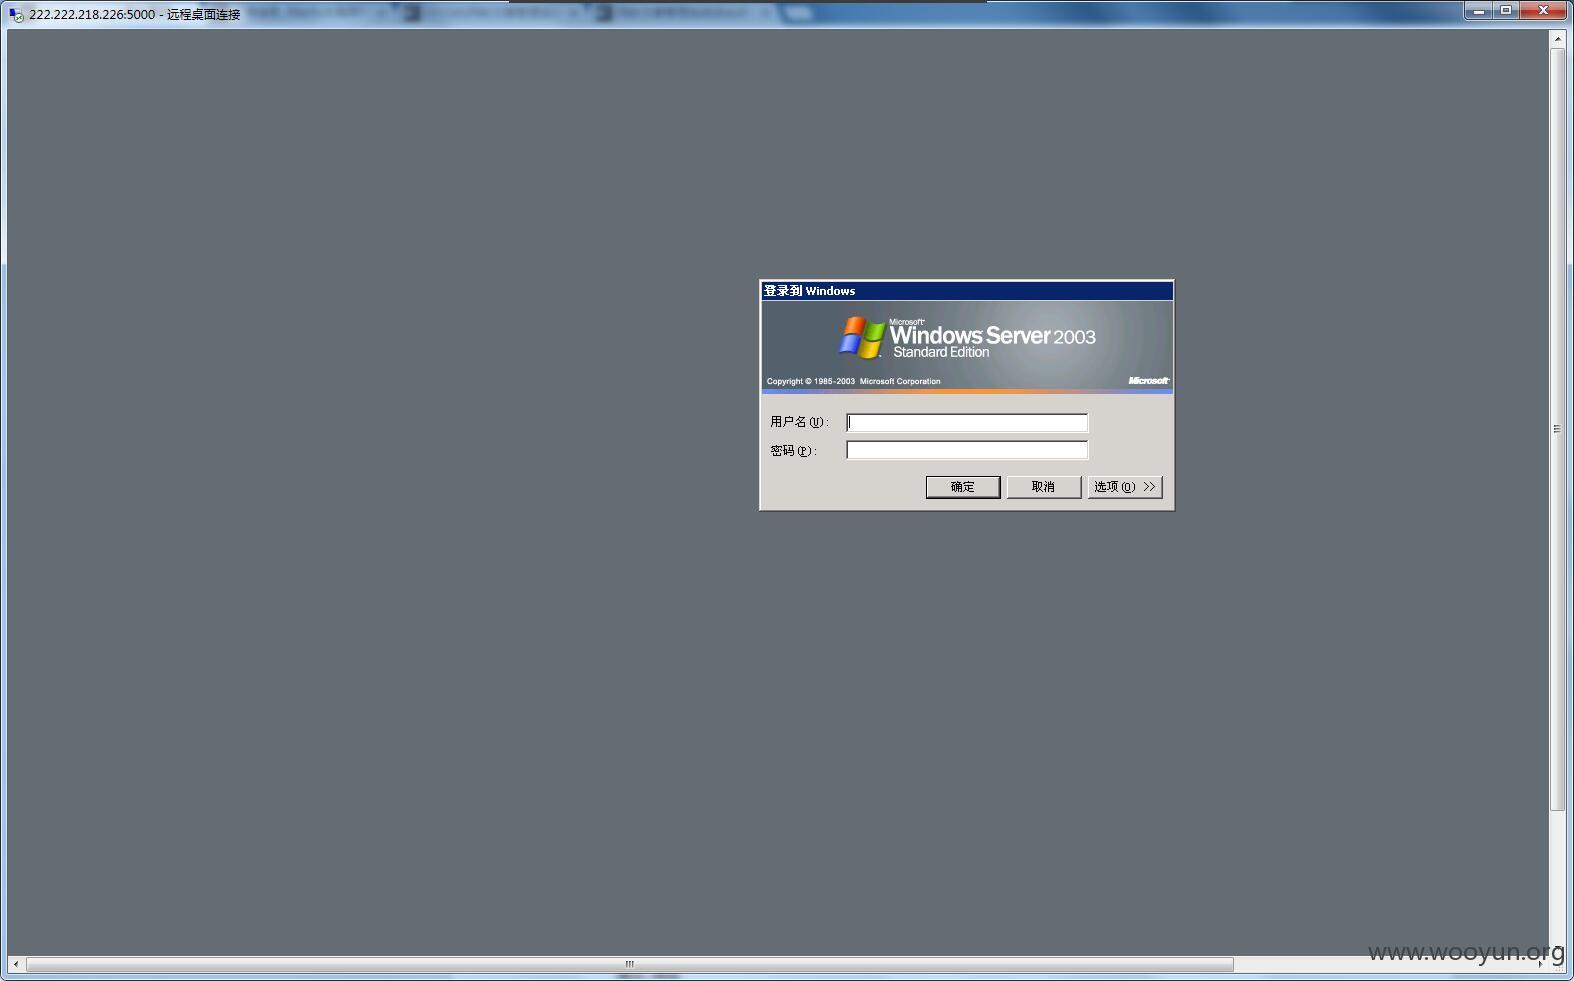 222.222.218.226:5000 - 远程桌面连接
登录到 Windows
Microsoft
Windows Server 2003
Standard Edition
Copyright © 1985-2003 Microsoft Corporation
Microsoft
用户名(U):
密码(P):
确定
取消
选项(O) >>
www.wooyun.org